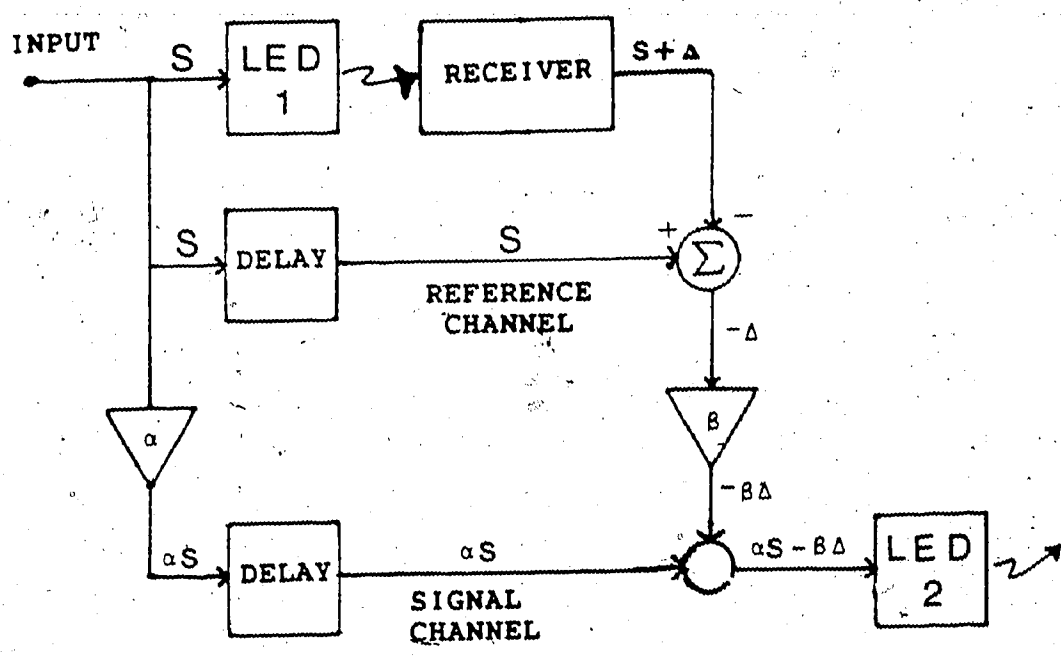 INPUT
S
LED
1
RECEIVER
S+Δ
S
DELAY
S
REFERENCE
CHANNEL
+
−
Σ
−Δ
α
β
−βΔ
αS
DELAY
αS
SIGNAL
CHANNEL
αS−βΔ
LED
2